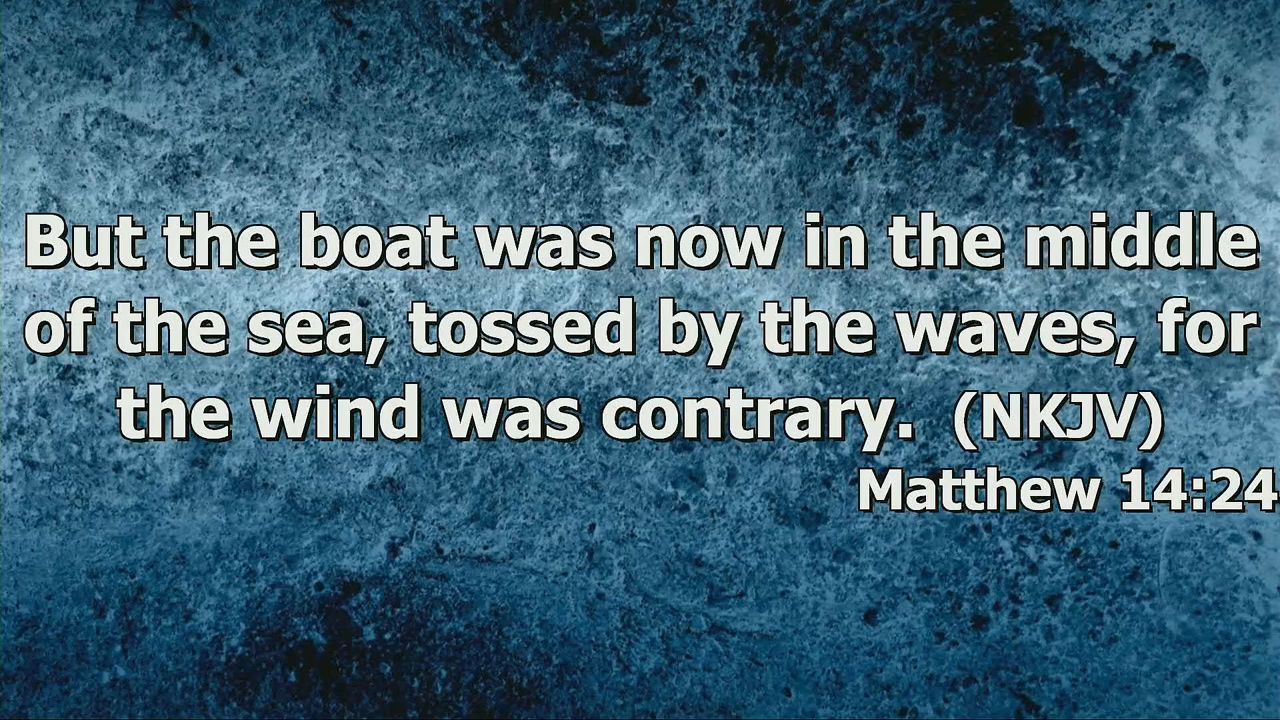 But the boat was now in the middle
of the sea, tossed by the waves, for
the wind was contrary. (NKJV)
Matthew 14:24